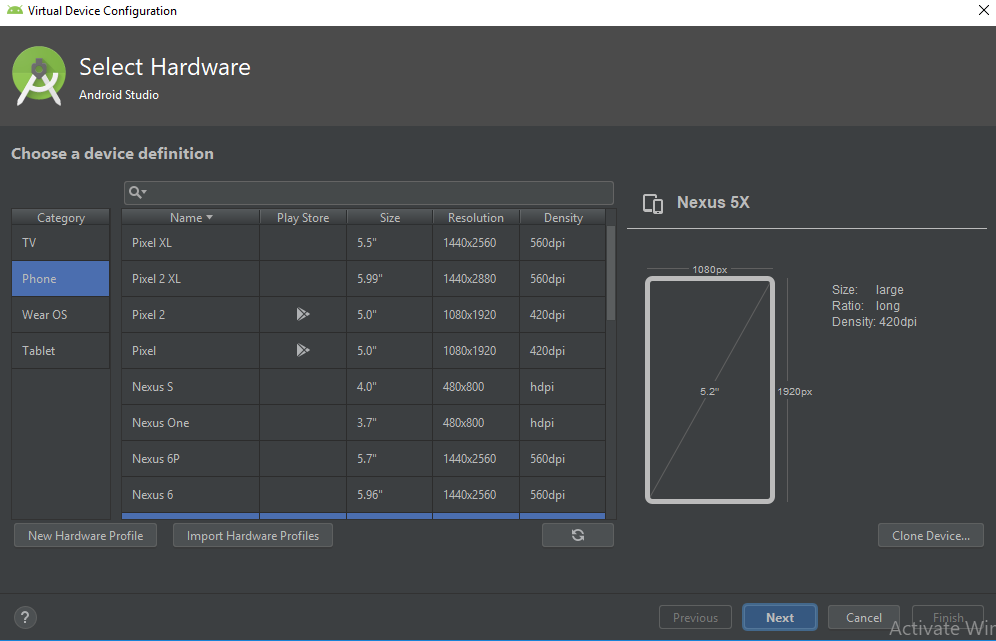 Virtual Device Configuration
Select Hardware
Android Studio
Choose a device definition
Category
TV
Phone
Wear OS
Tablet
Name Play Store Size Resolution Density
Pixel XL 5.5" 1440x2560 560dpi
Pixel 2 XL 5.99" 1440x2880 560dpi
Pixel 2 5.0" 1080x1920 420dpi
Pixel 5.0" 1080x1920 420dpi
Nexus S 4.0" 480x800 hdpi
Nexus One 3.7" 480x800 hdpi
Nexus 6P 5.7" 1440x2560 560dpi
Nexus 6 5.96" 1440x2560 560dpi
New Hardware Profile Import Hardware Profiles
Nexus 5X
1080px
5.2"
1920px
Size: large
Ratio: long
Density: 420dpi
Clone Device...
? Previous Next Cancel Finish
Activate Win